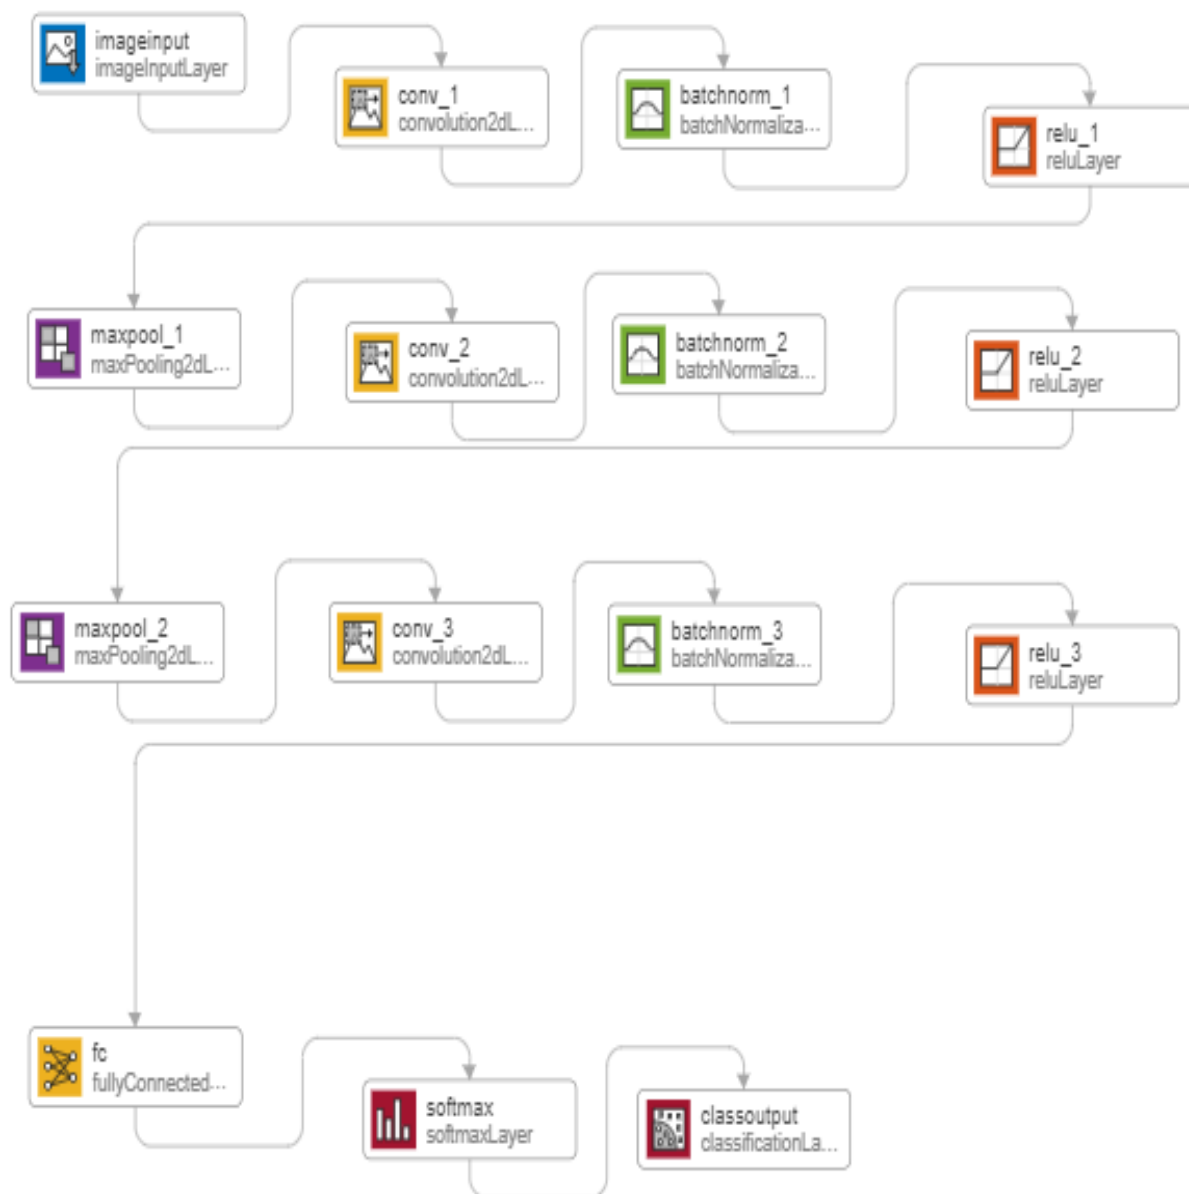 imageinput
imageInputLayer
conv_1
convolution2dL...
batchnorm_1
batchNormaliza...
relu_1
reluLayer
maxpool_1
maxPooling2dL...
conv_2
convolution2dL...
batchnorm_2
batchNormaliza...
relu_2
reluLayer
maxpool_2
maxPooling2dL...
conv_3
convolution2dL...
batchnorm_3
batchNormaliza...
relu_3
reluLayer
fc
fullyConnected...
softmax
softmaxLayer
classoutput
classificationLa...